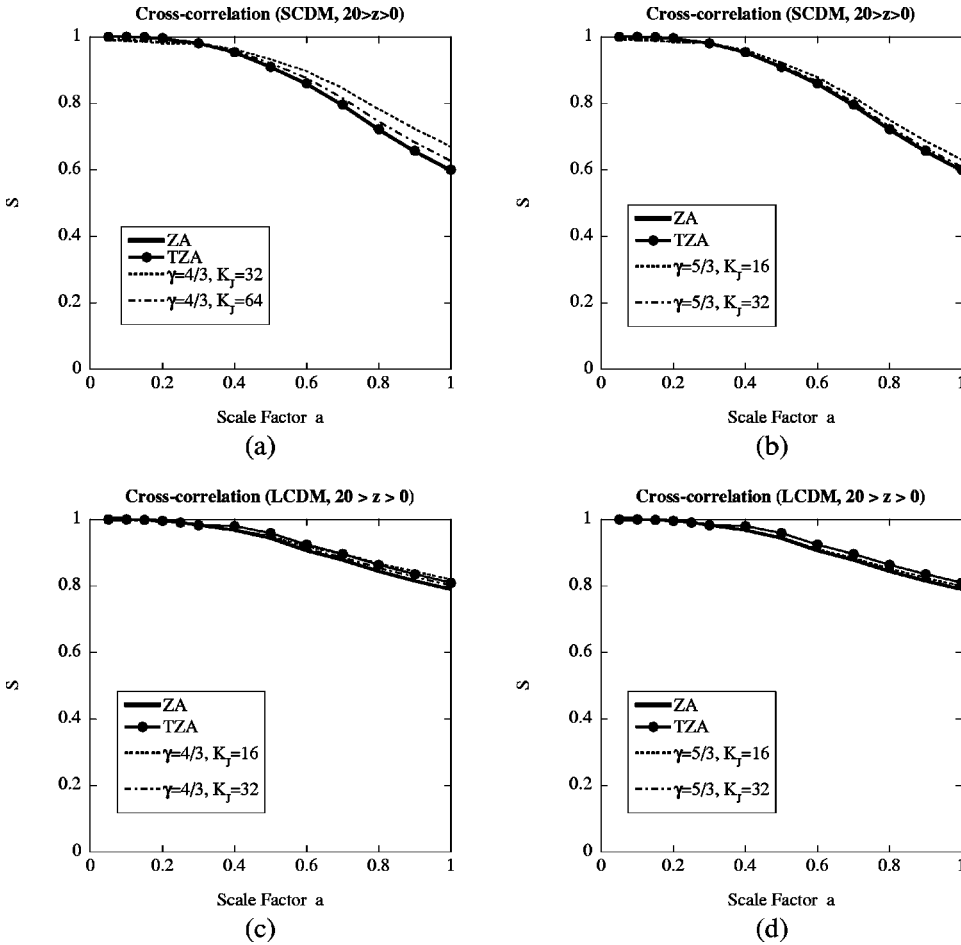 Cross-correlation (SCDM, 20>z>0)
1
0.8
0.6
0.4
0.2
0
S
ZA
TZA
γ=4/3, K_J=32
γ=4/3, K_J=64
0 0.2 0.4 0.6 0.8 1
Scale Factor a
(a)
Cross-correlation (SCDM, 20>z>0)
1
0.8
0.6
0.4
0.2
0
S
ZA
TZA
γ=5/3, K_J=16
γ=5/3, K_J=32
0 0.2 0.4 0.6 0.8 1
Scale Factor a
(b)
Cross-correlation (LCDM, 20 > z > 0)
1
0.8
0.6
0.4
0.2
0
S
ZA
TZA
γ=4/3, K_J=16
γ=4/3, K_J=32
0 0.2 0.4 0.6 0.8 1
Scale Factor a
(c)
Cross-correlation (LCDM, 20 > z > 0)
1
0.8
0.6
0.4
0.2
0
S
ZA
TZA
γ=5/3, K_J=16
γ=5/3, K_J=32
0 0.2 0.4 0.6 0.8 1
Scale Factor a
(d)